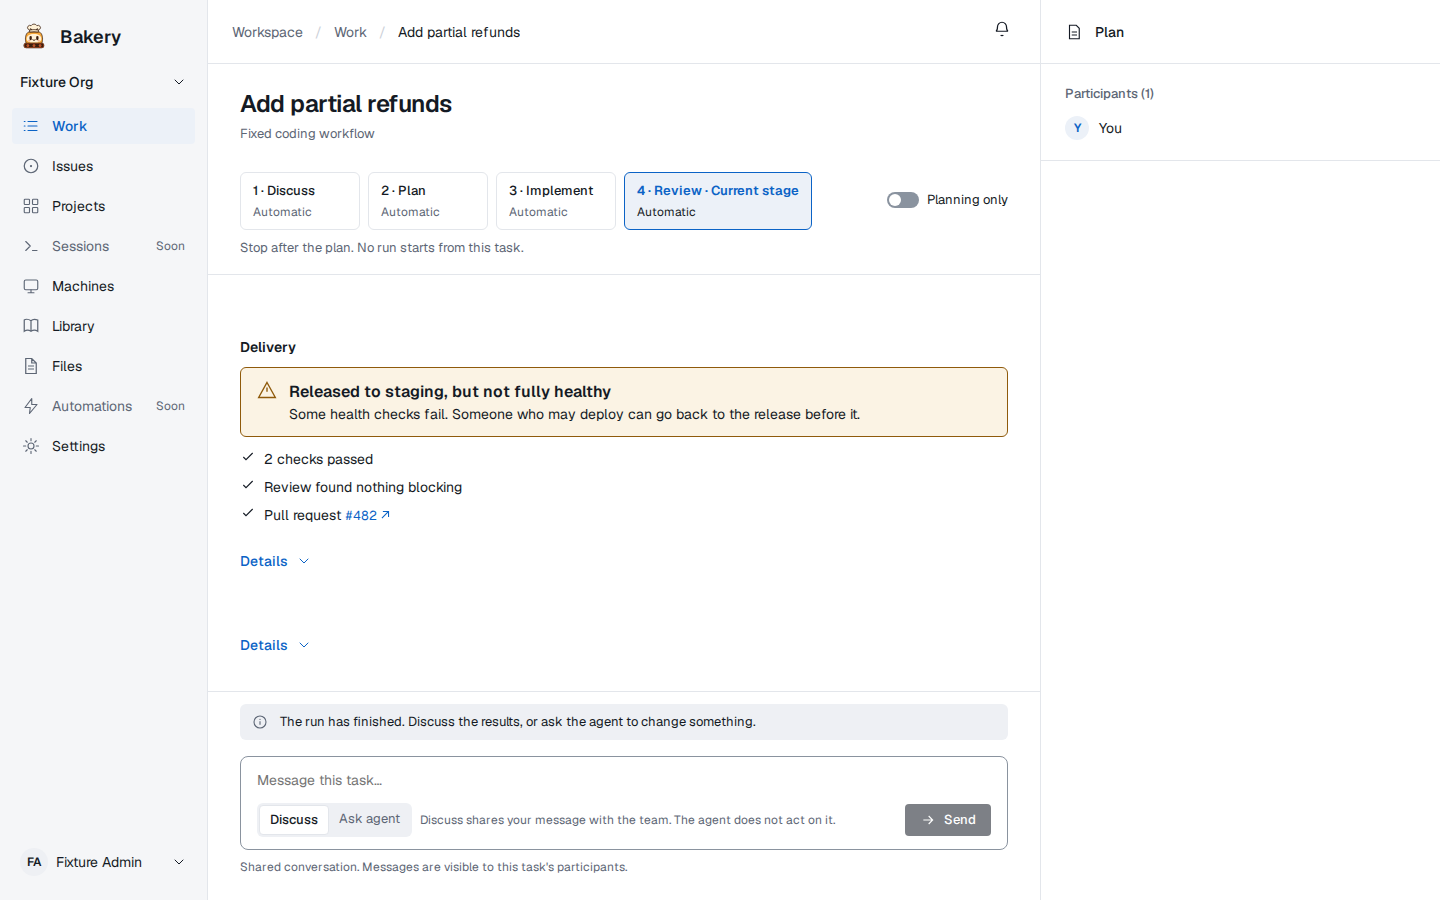 Bakery
Fixture Org
Work
Issues
Projects
Sessions Soon
Machines
Library
Files
Automations Soon
Settings
FA Fixture Admin
Workspace / Work / Add partial refunds
Add partial refunds
Fixed coding workflow
1 · Discuss
Automatic
2 · Plan
Automatic
3 · Implement
Automatic
4 · Review · Current stage
Automatic
Planning only
Stop after the plan. No run starts from this task.
Delivery
Released to staging, but not fully healthy
Some health checks fail. Someone who may deploy can go back to the release before it.
2 checks passed
Review found nothing blocking
Pull request #482
Details
Details
The run has finished. Discuss the results, or ask the agent to change something.
Message this task...
Discuss Ask agent Discuss shares your message with the team. The agent does not act on it. Send
Shared conversation. Messages are visible to this task's participants.
Plan
Participants (1)
Y You